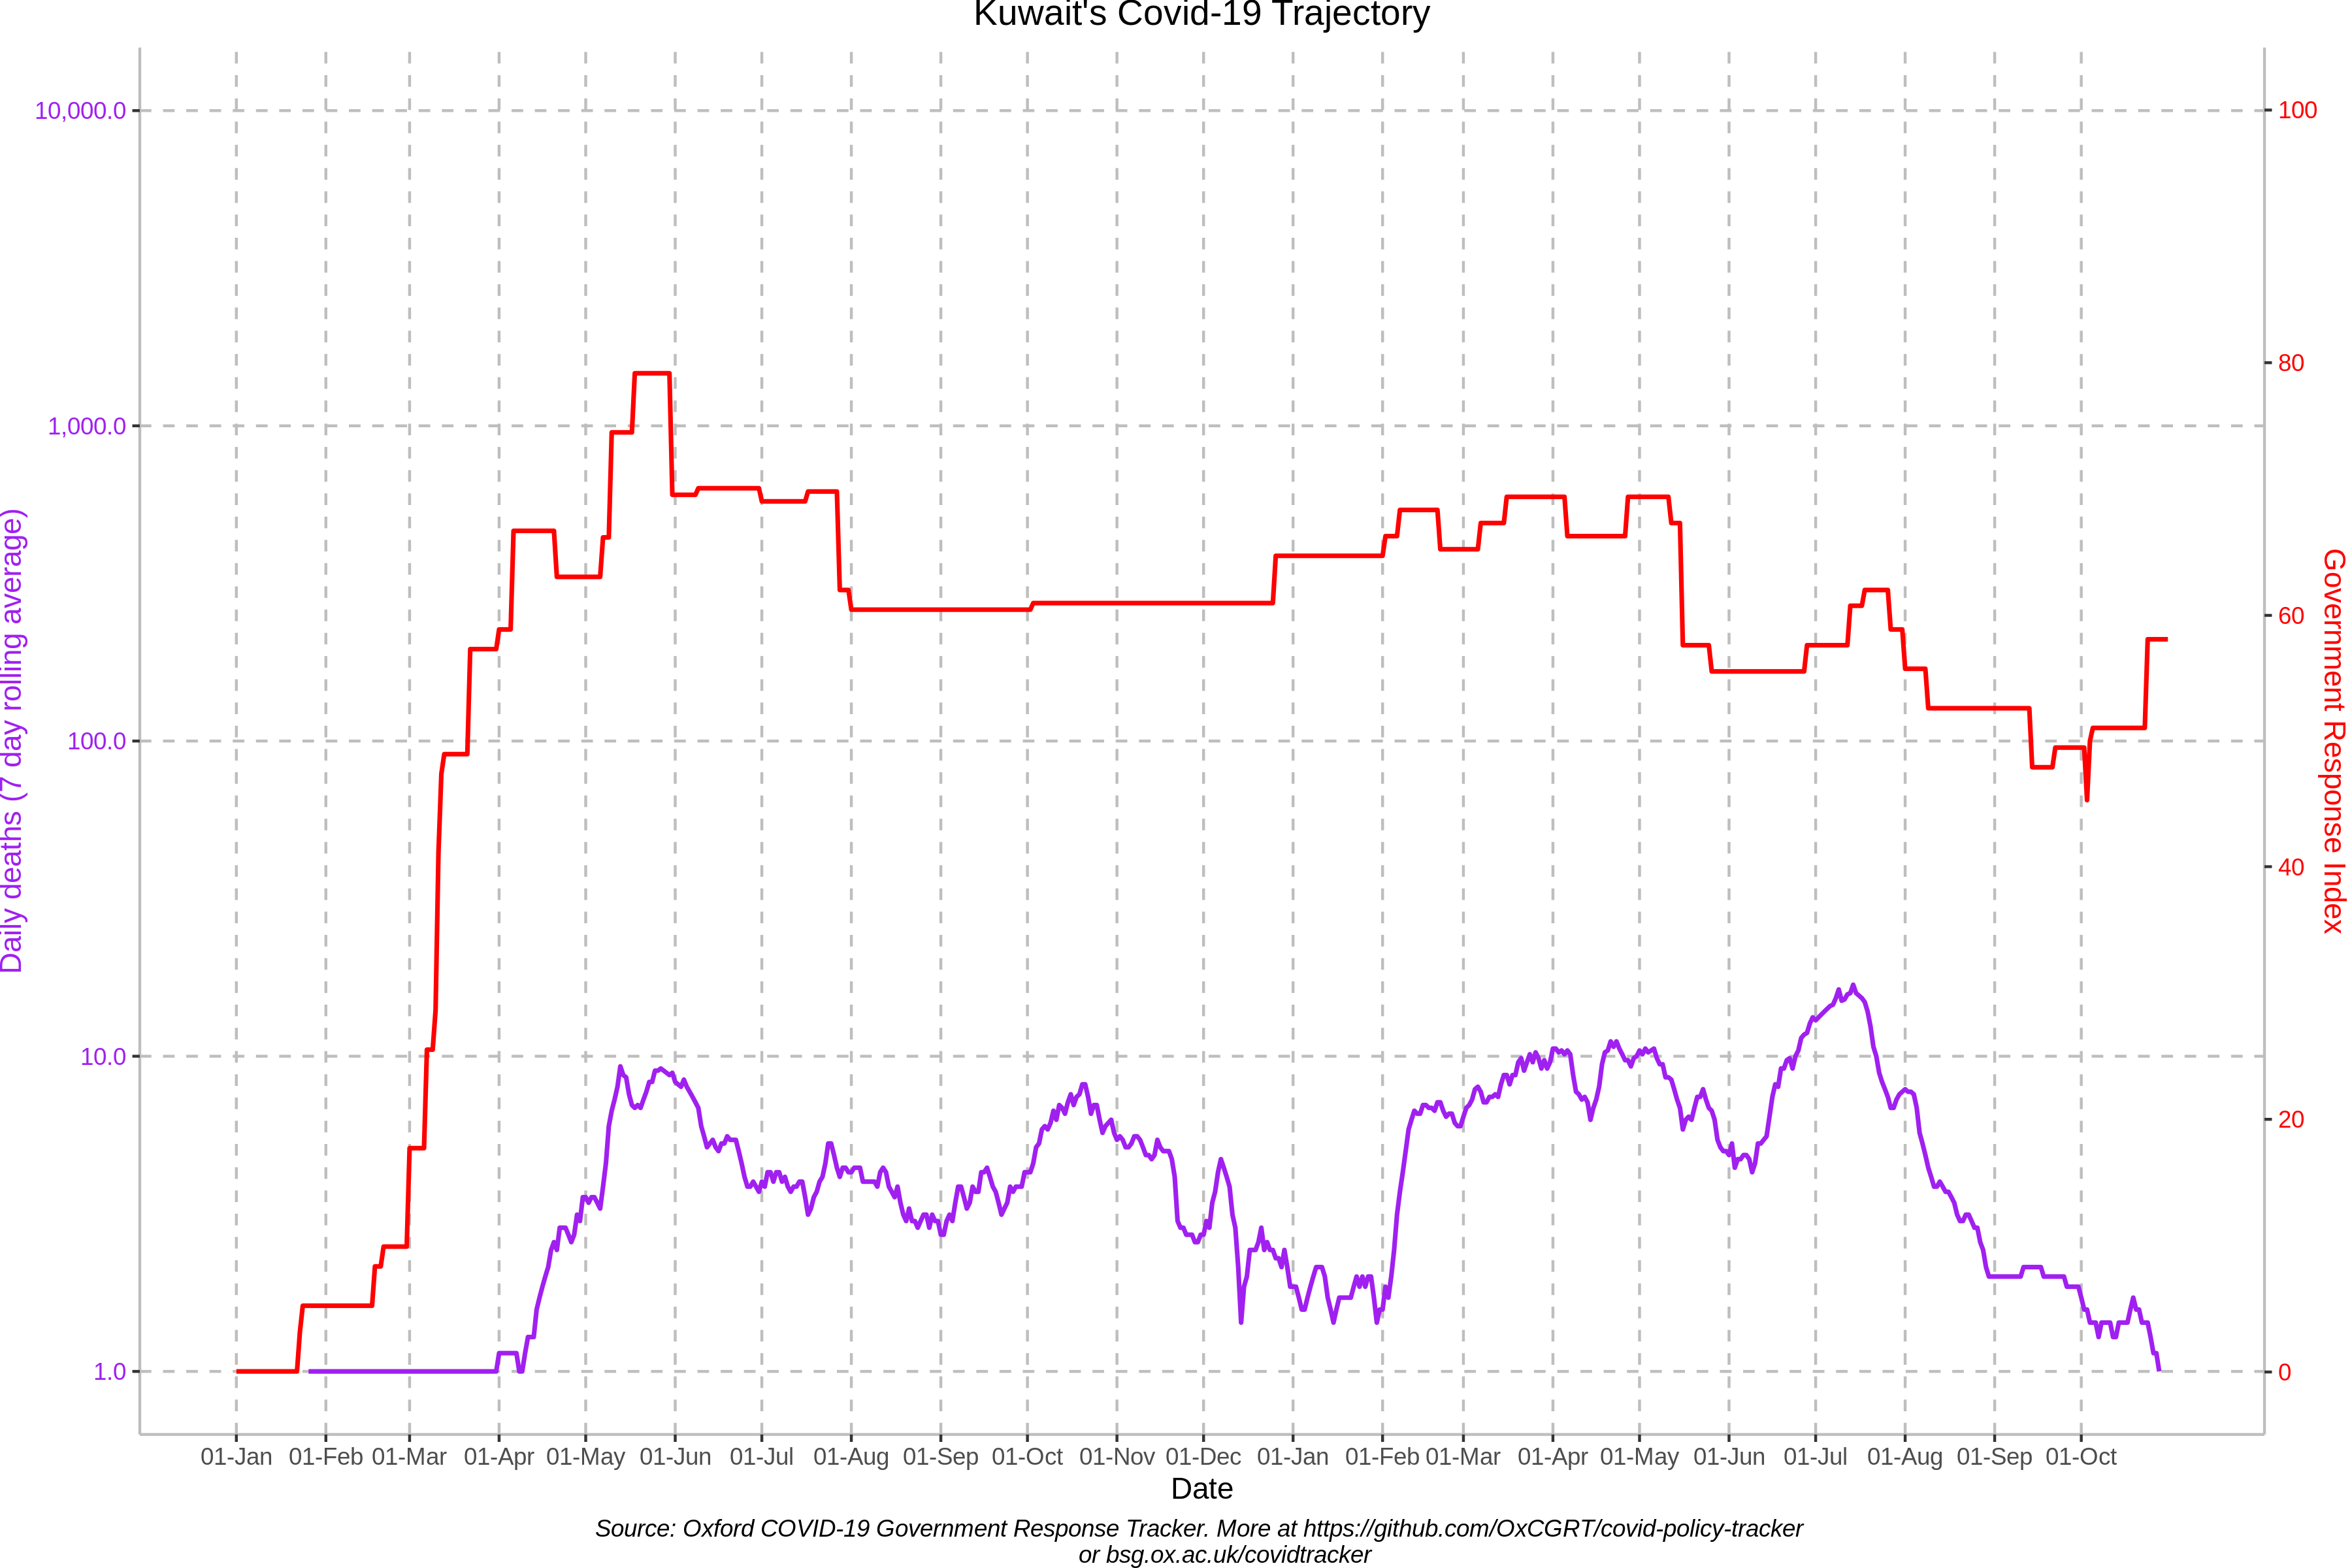 Kuwait's Covid-19 Trajectory
Daily deaths (7 day rolling average)
10,000.0
1,000.0
100.0
10.0
1.0
100
80
60
40
20
0
Government Response Index
01-Jan 01-Feb 01-Mar 01-Apr 01-May 01-Jun 01-Jul 01-Aug 01-Sep 01-Oct 01-Nov 01-Dec 01-Jan 01-Feb 01-Mar 01-Apr 01-May 01-Jun 01-Jul 01-Aug 01-Sep 01-Oct
Date
Source: Oxford COVID-19 Government Response Tracker. More at https://github.com/OxCGRT/covid-policy-tracker
or bsg.ox.ac.uk/covidtracker